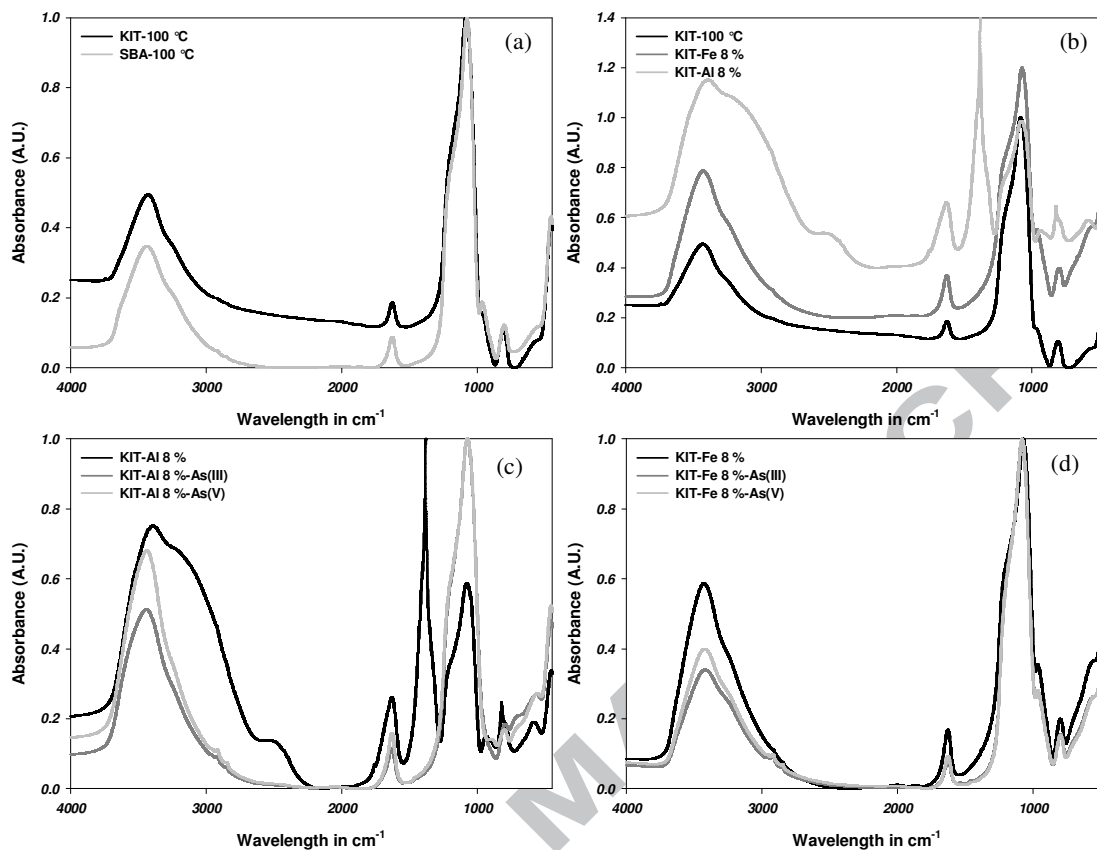 (a)
KIT-100 °C
SBA-100 °C
Absorbance (A.U.)
1.0
0.8
0.6
0.4
0.2
0.0
4000 3000 2000 1000
Wavelength in cm-1
(b)
KIT-100 °C
KIT-Fe 8 %
KIT-Al 8 %
Absorbance (A.U.)
1.4
1.2
1.0
0.8
0.6
0.4
0.2
0.0
4000 3000 2000 1000
Wavelength in cm-1
(c)
KIT-Al 8 %
KIT-Al 8 %-As(III)
KIT-Al 8 %-As(V)
Absorbance (A.U.)
1.0
0.8
0.6
0.4
0.2
0.0
4000 3000 2000 1000
Wavelength in cm-1
(d)
KIT-Fe 8 %
KIT-Fe 8 %-As(III)
KIT-Fe 8 %-As(V)
Absorbance (A.U.)
1.0
0.8
0.6
0.4
0.2
0.0
4000 3000 2000 1000
Wavelength in cm-1